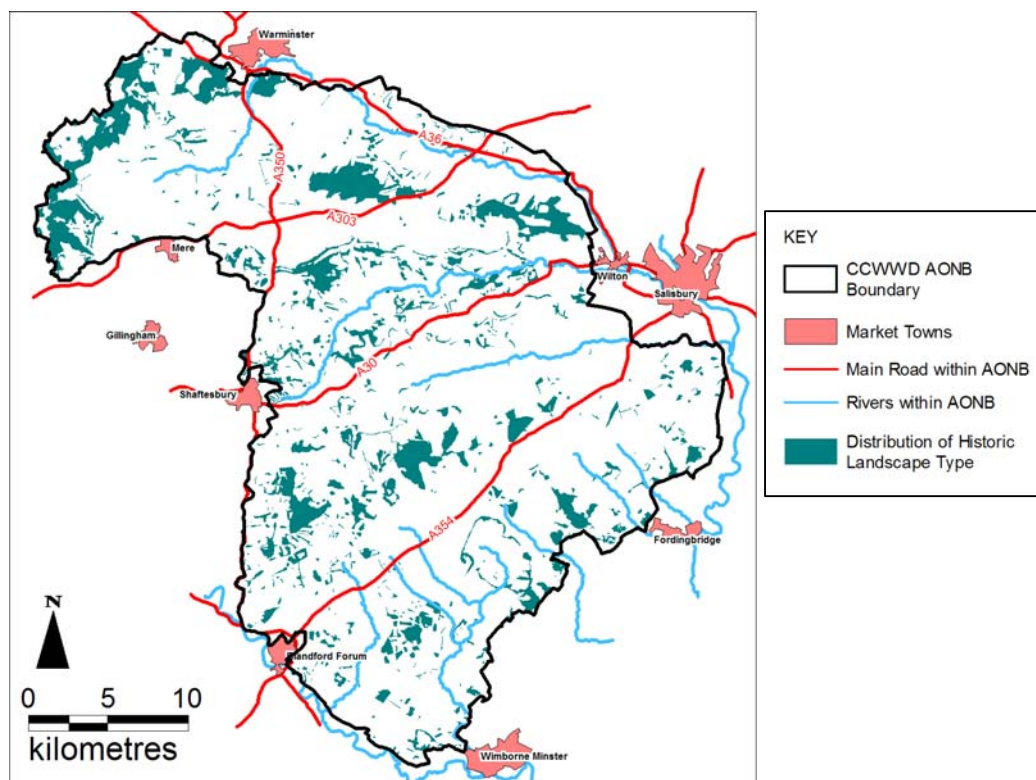 Warminster
A36
A350
A303
Mere
Wilton
Salisbury
Gillingham
A30
Shaftesbury
A354
Fordingbridge
N
Blandford Forum
0 5 10
kilometres
Wimborne Minster
KEY
CCWWD AONB
Boundary
Market Towns
Main Road within AONB
Rivers within AONB
Distribution of Historic
Landscape Type